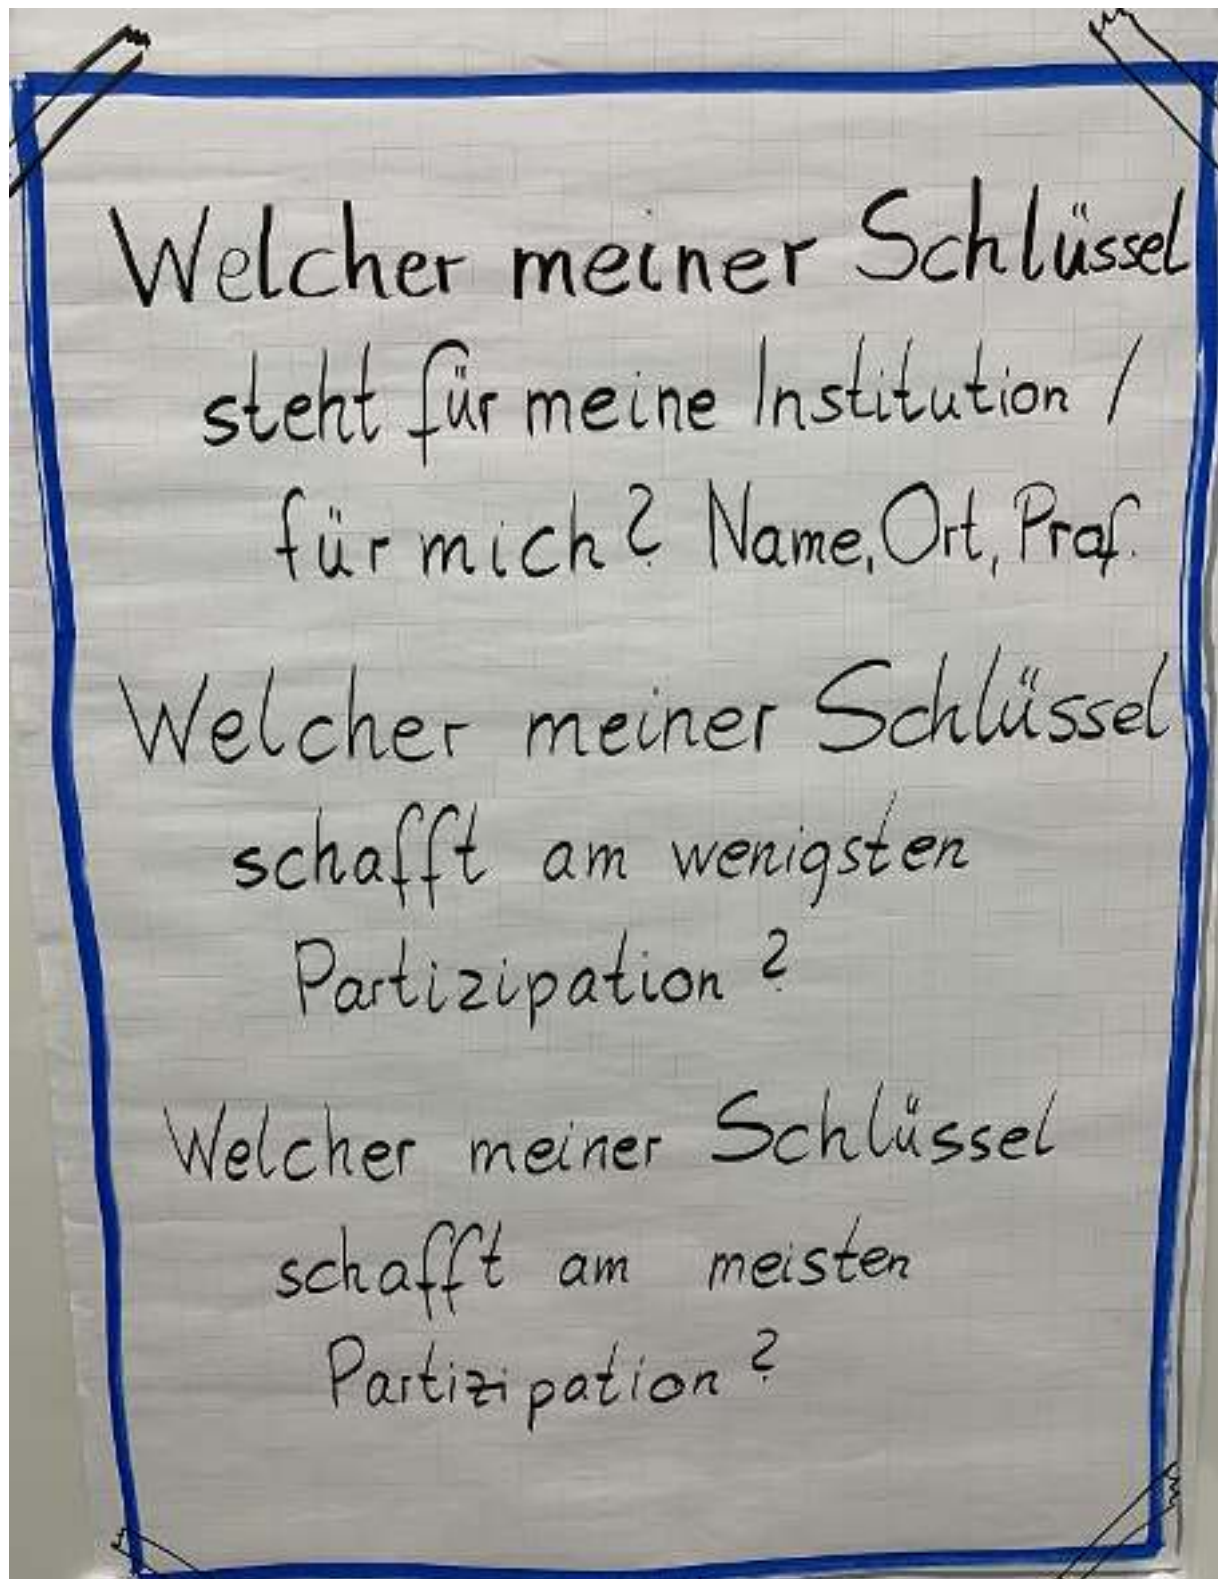 Welcher meiner Schlüssel
steht für meine Institution /
für mich? Name, Ort, Praf.
Welcher meiner Schlüssel
schafft am wenigsten
Partizipation?
Welcher meiner Schlüssel
schafft am meisten
Partizipation?